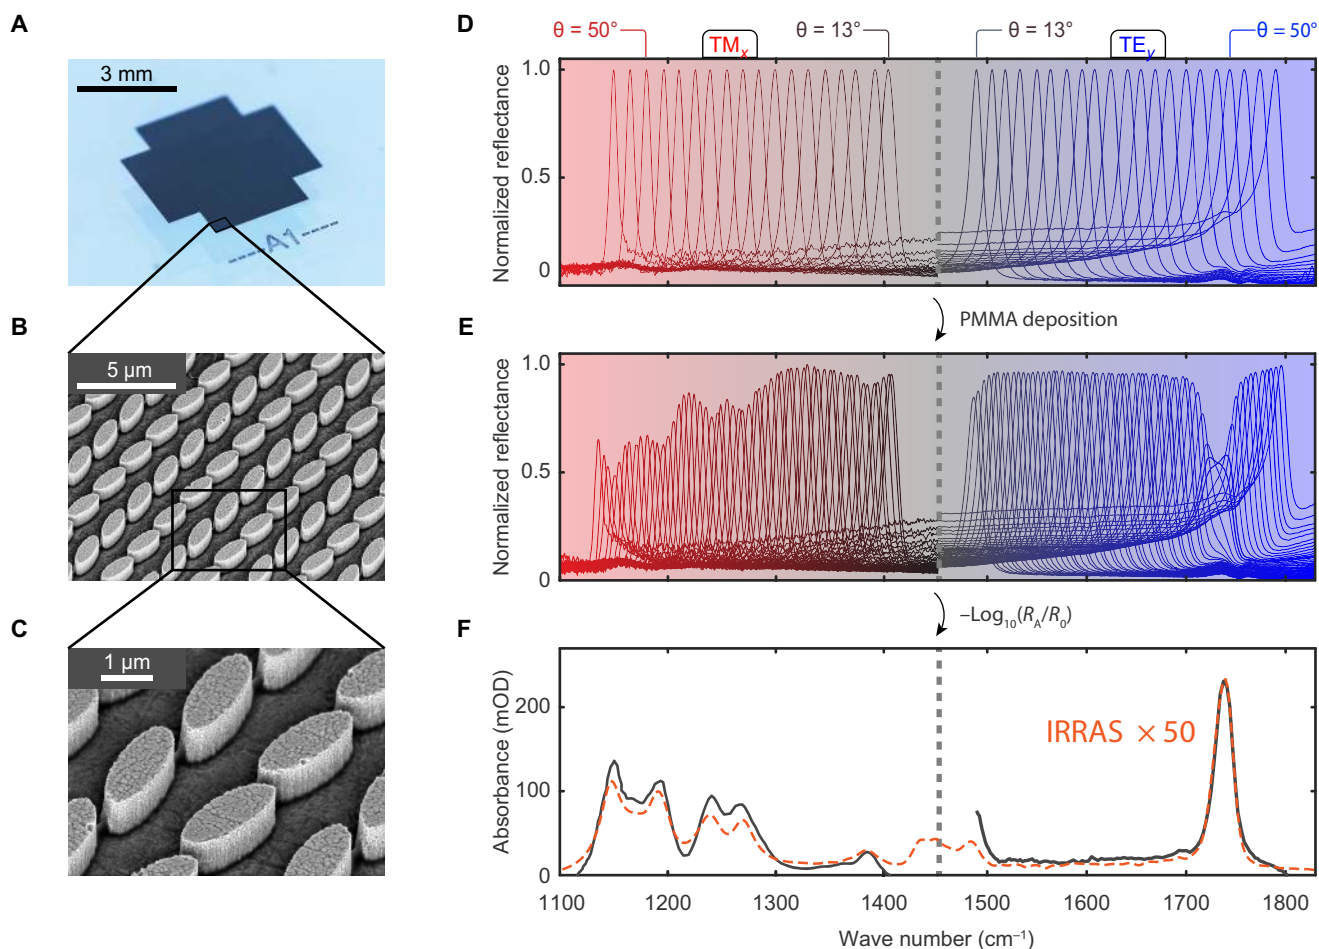 A
3 mm
A1
B
5 µm
C
1 µm
D
θ = 50°
TMx
θ = 13°
θ = 13°
TEy
θ = 50°
Normalized reflectance
1.0
0.5
0
PMMA deposition
E
Normalized reflectance
1.0
0.5
0
–Log10(RA/R0)
F
Absorbance (mOD)
200
100
0
IRRAS × 50
1100 1200 1300 1400 1500 1600 1700 1800
Wave number (cm–1)